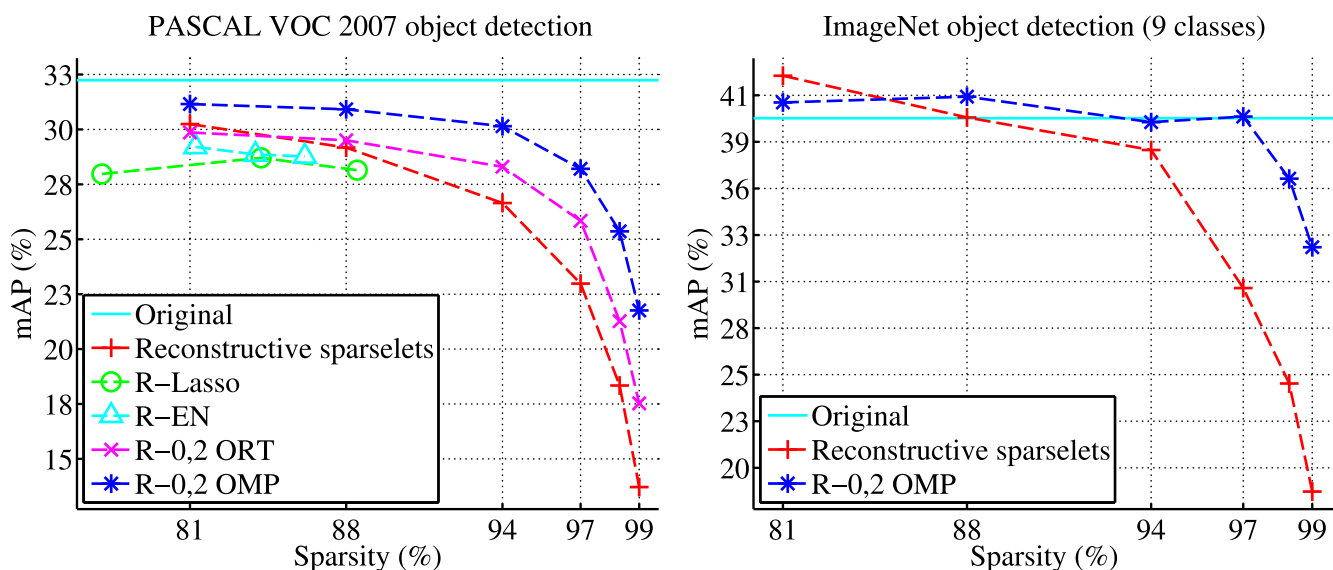 PASCAL VOC 2007 object detection
33
30
28
25
23
20
18
15
mAP (%)
Original
Reconstructive sparselets
R−Lasso
R−EN
R−0,2 ORT
R−0,2 OMP
81
88
94
97
99
Sparsity (%)
ImageNet object detection (9 classes)
41
39
36
33
31
28
25
23
20
mAP (%)
Original
Reconstructive sparselets
R−0,2 OMP
81
88
94
97
99
Sparsity (%)